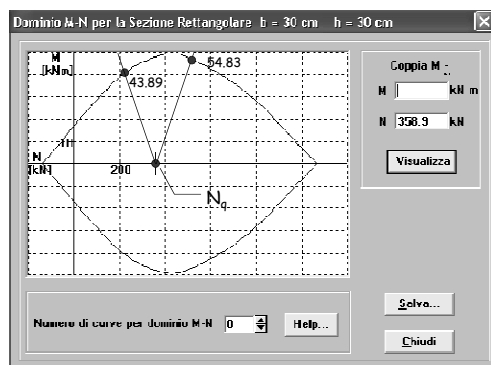 Dominio M-N per la Sezione Rettangolare b = 30 cm h = 30 cm
M
[kNm]
54.83
43.89
10
N
[kN]
200
Nq
Coppia M -
M kN m
N 358.9 kN
Visualizza
Numero di curve per dominio M-N 0
Help...
Salva...
Chiudi